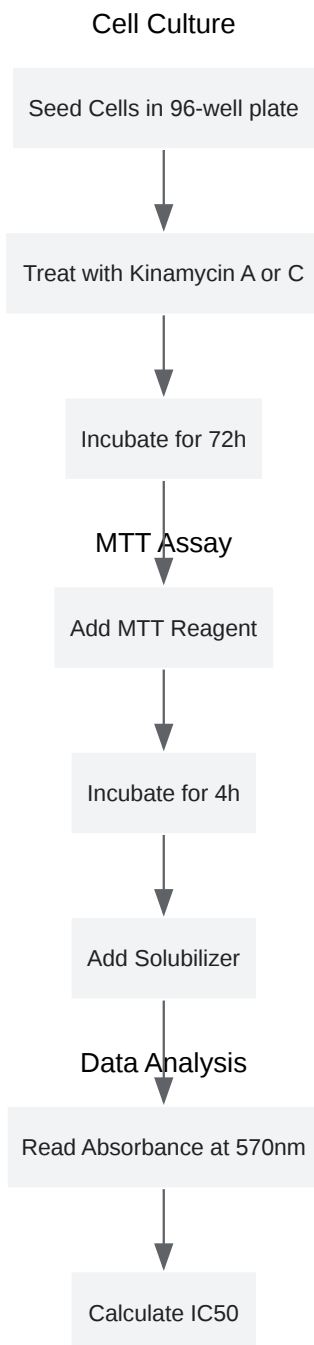 Cell Culture
Seed Cells in 96-well plate
Treat with Kinamycin A or C
Incubate for 72h
MTT Assay
Add MTT Reagent
Incubate for 4h
Add Solubilizer
Data Analysis
Read Absorbance at 570nm
Calculate IC50